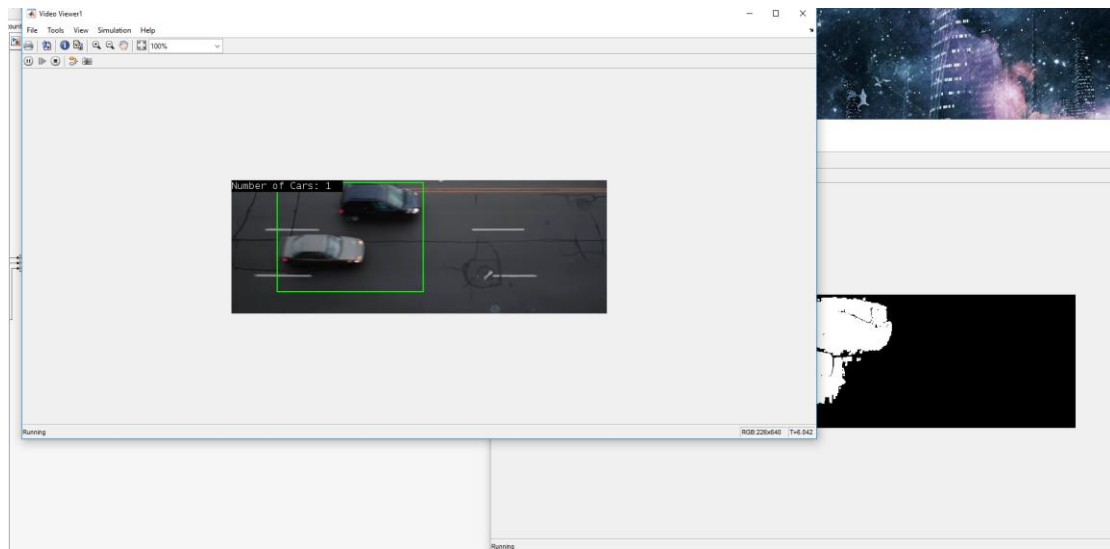 Video Viewer1
File Tools View Simulation Help
100%
Number of Cars: 1
Running
RGB:226x640 T=6.042
Running